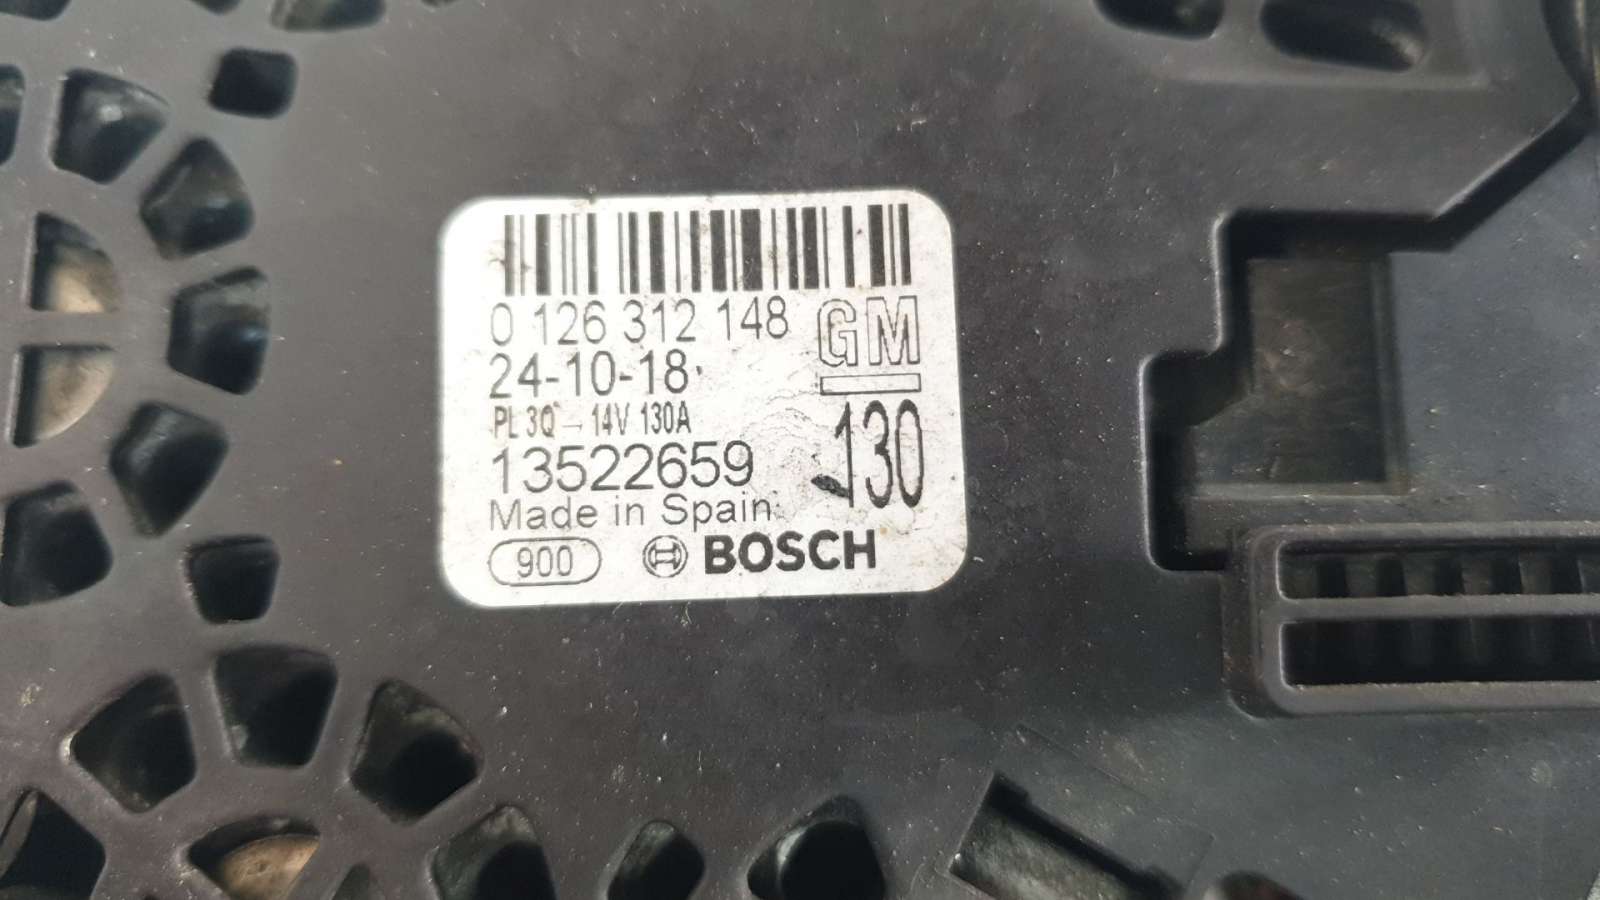 0 126 312 148
GM
24-10-18
PL 3Q → 14V 130A
130
13522659
Made in Spain
900
BOSCH